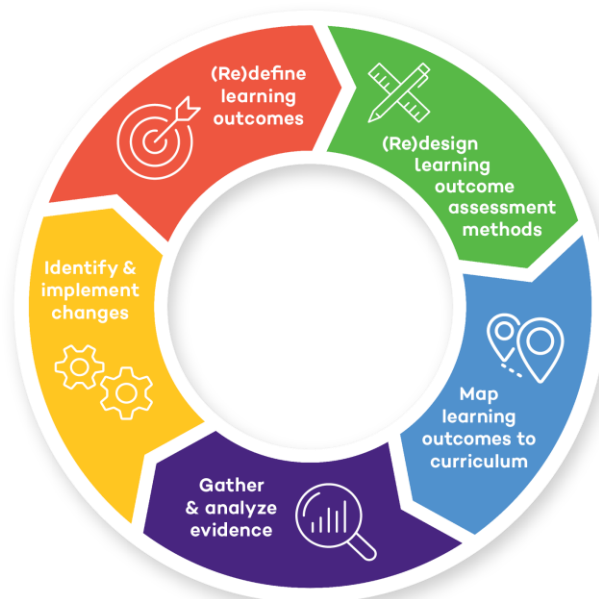 (Re)define
learning
outcomes
(Re)design
learning
outcome
assessment
methods
Map
learning
outcomes to
curriculum
Gather
& analyze
evidence
Identify &
implement
changes